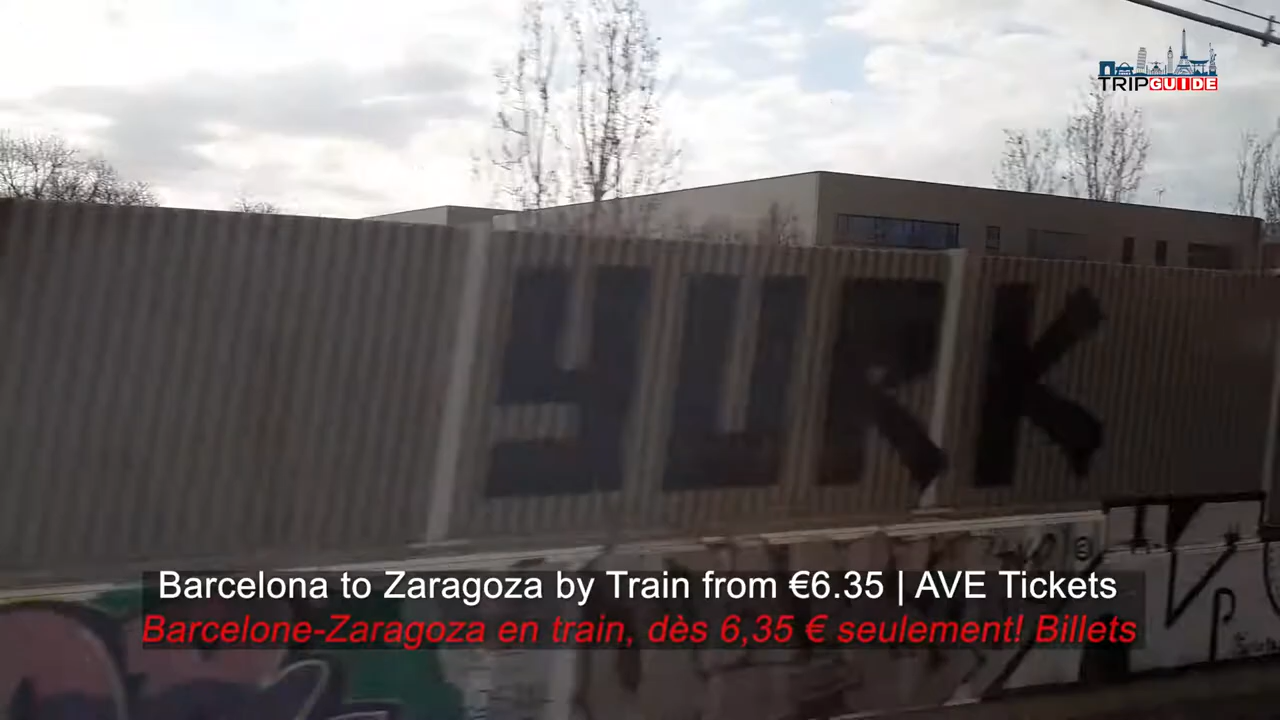 TRIPGUIDE
YURK
Barcelona to Zaragoza by Train from €6.35 | AVE Tickets
Barcelone-Zaragoza en train, dès 6,35 € seulement! Billets